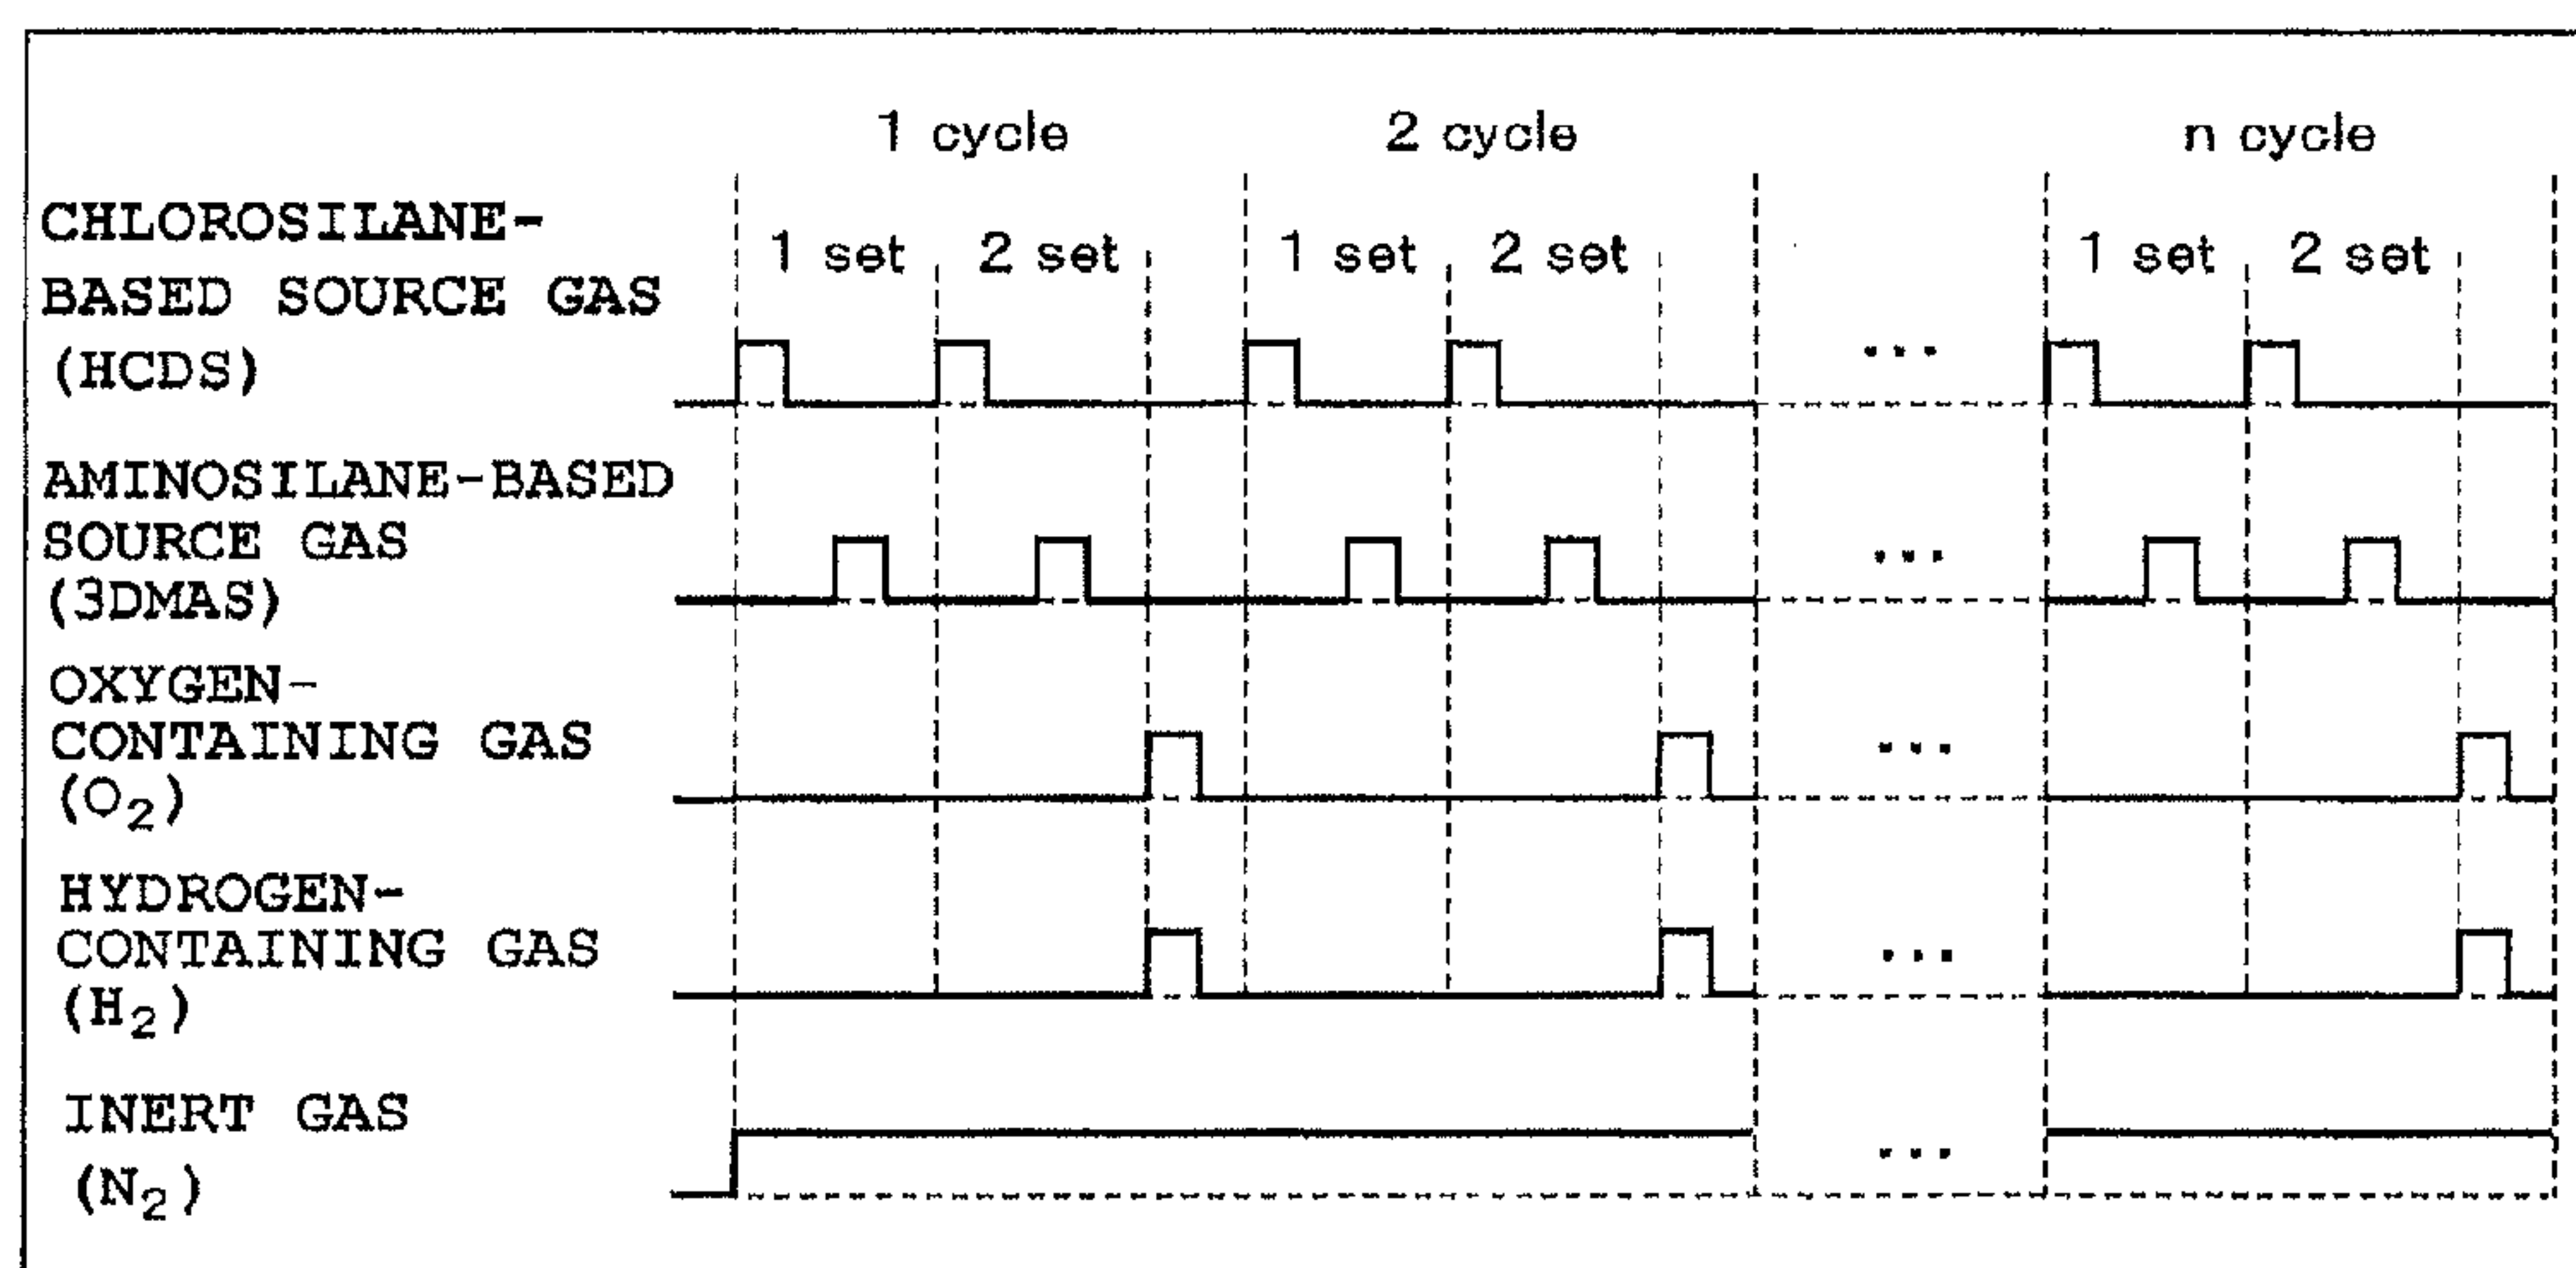 1 cycle 2 cycle n cycle
1 set 2 set 1 set 2 set 1 set 2 set
CHLOROSILANE-
BASED SOURCE GAS
(HCDS)
...
AMINOSILANE-BASED
SOURCE GAS
(3DMAS)
...
OXYGEN-
CONTAINING GAS
(O2)
...
HYDROGEN-
CONTAINING GAS
(H2)
...
INERT GAS
(N2)
...